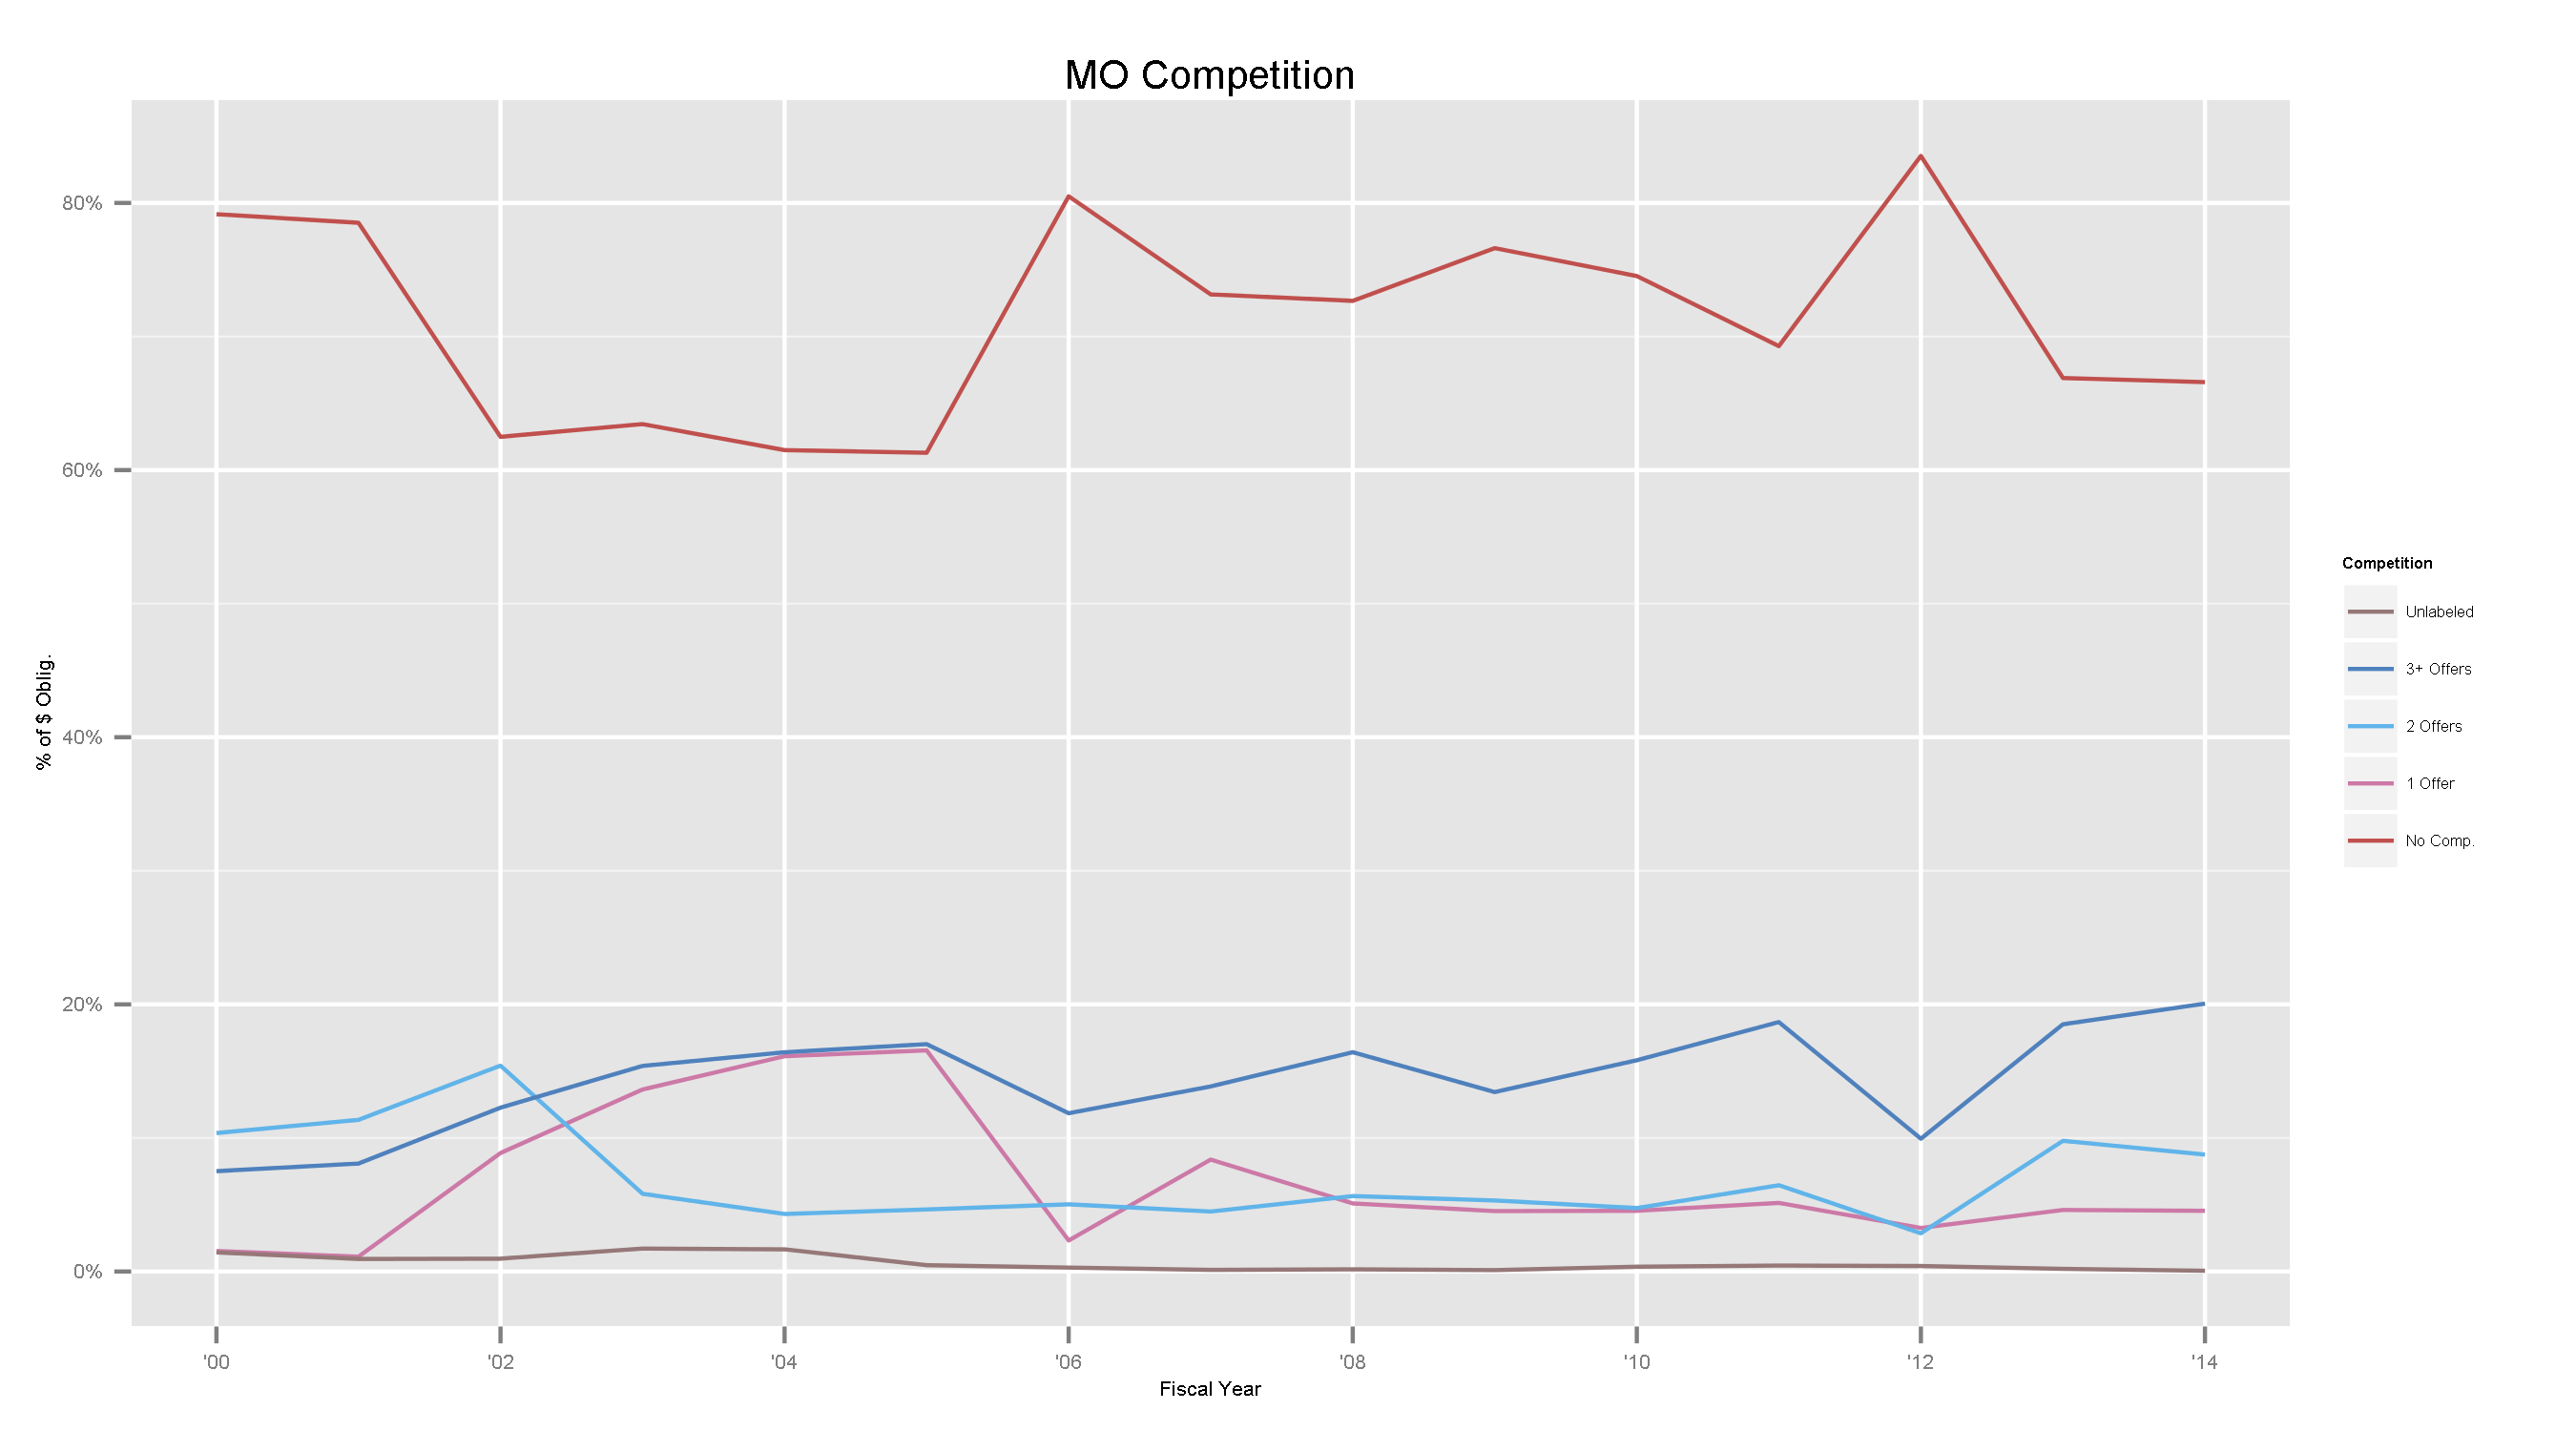 MO Competition
80%
60%
40%
20%
0%
% of $ Oblig.
'00
'02
'04
'06
'08
'10
'12
'14
Fiscal Year
Competition
Unlabeled
3+ Offers
2 Offers
1 Offer
No Comp.